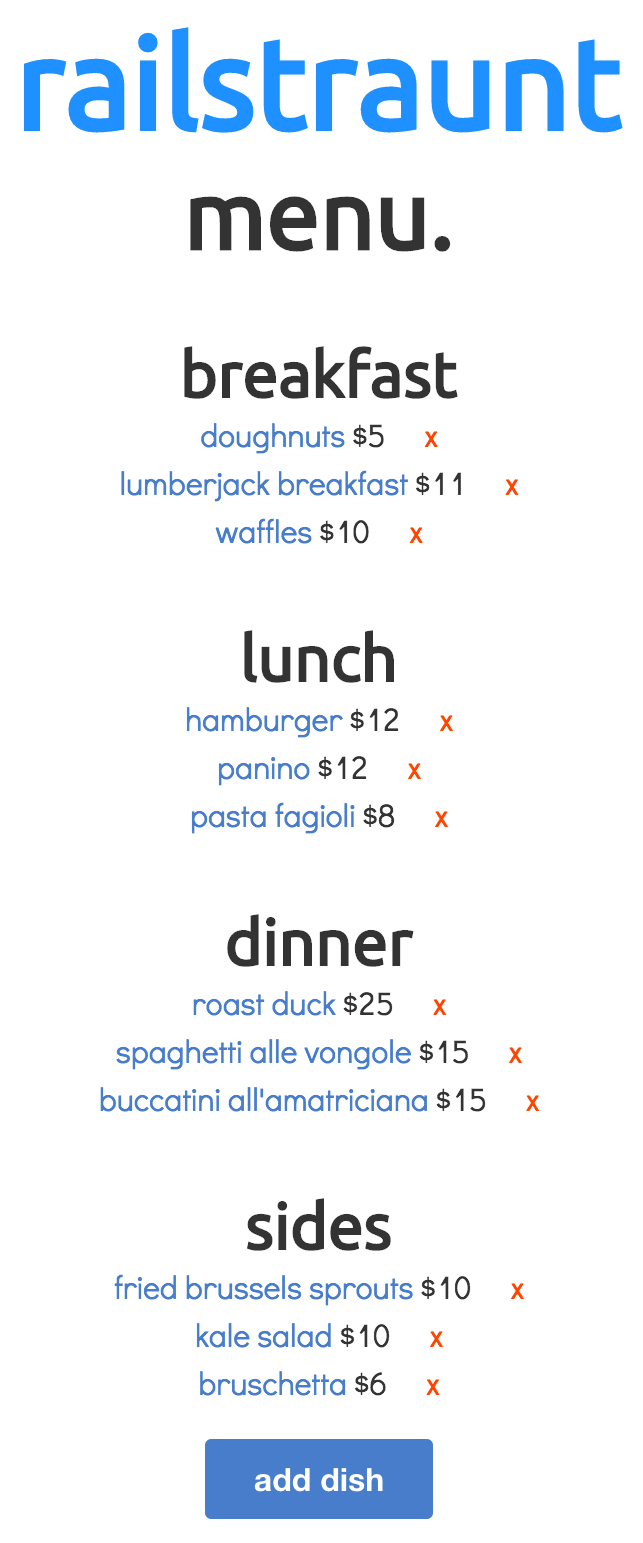 railstraunt
menu.
breakfast
doughnuts $5 x
lumberjack breakfast $11 x
waffles $10 x
lunch
hamburger $12 x
panino $12 x
pasta fagioli $8 x
dinner
roast duck $25 x
spaghetti alle vongole $15 x
buccatini all'amatriciana $15 x
sides
fried brussels sprouts $10 x
kale salad $10 x
bruschetta $6 x
add dish